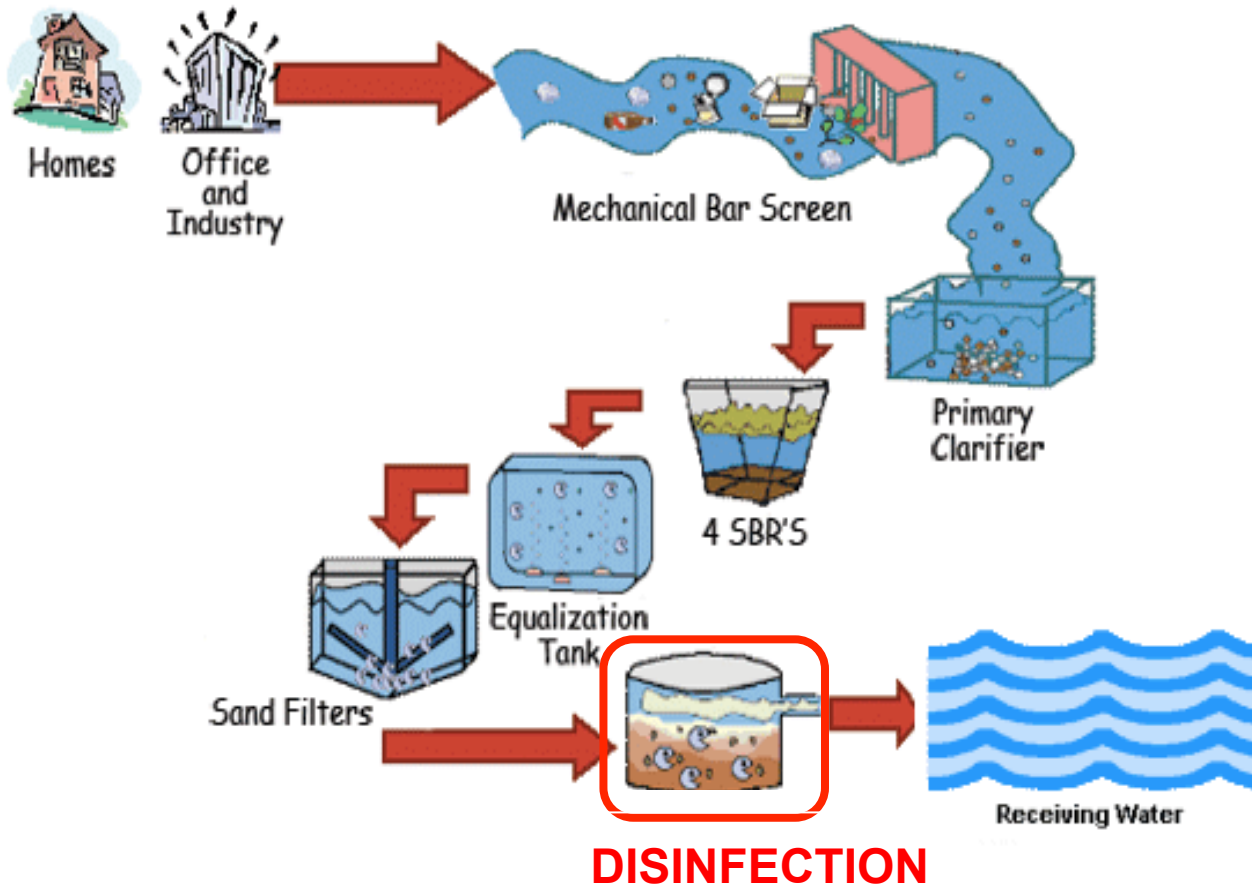 Homes
Office
and
Industry
Mechanical Bar Screen
Primary
Clarifier
4 SBR'S
Equalization
Tank
Sand Filters
Receiving Water
DISINFECTION